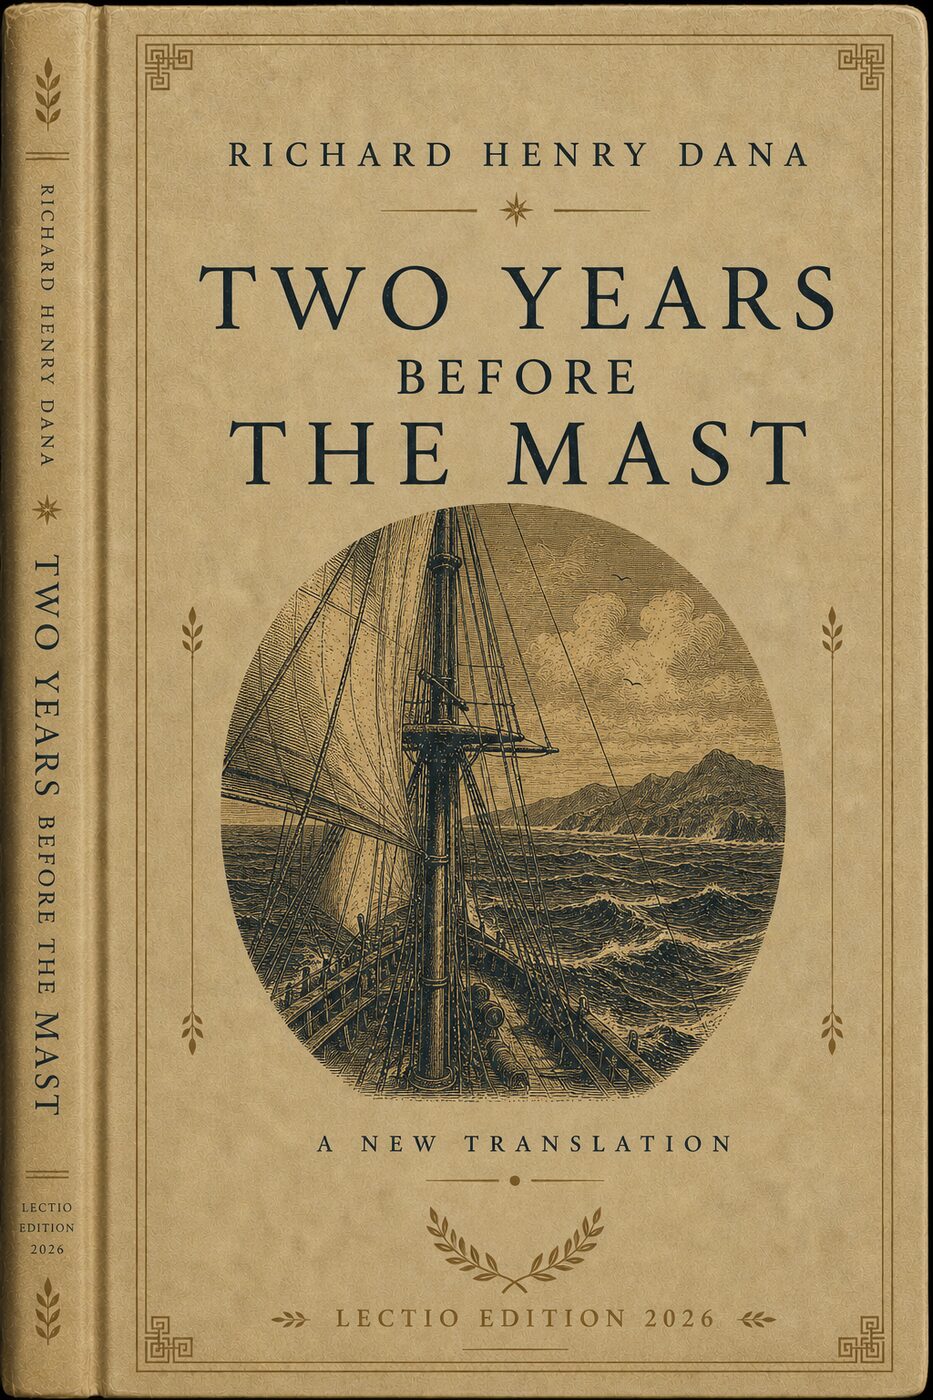 RICHARD HENRY DANA
TWO YEARS
BEFORE
THE MAST
A NEW TRANSLATION
LECTIO EDITION 2026
RICHARD HENRY DANA
TWO YEARS BEFORE THE MAST
LECTIO
EDITION
2026